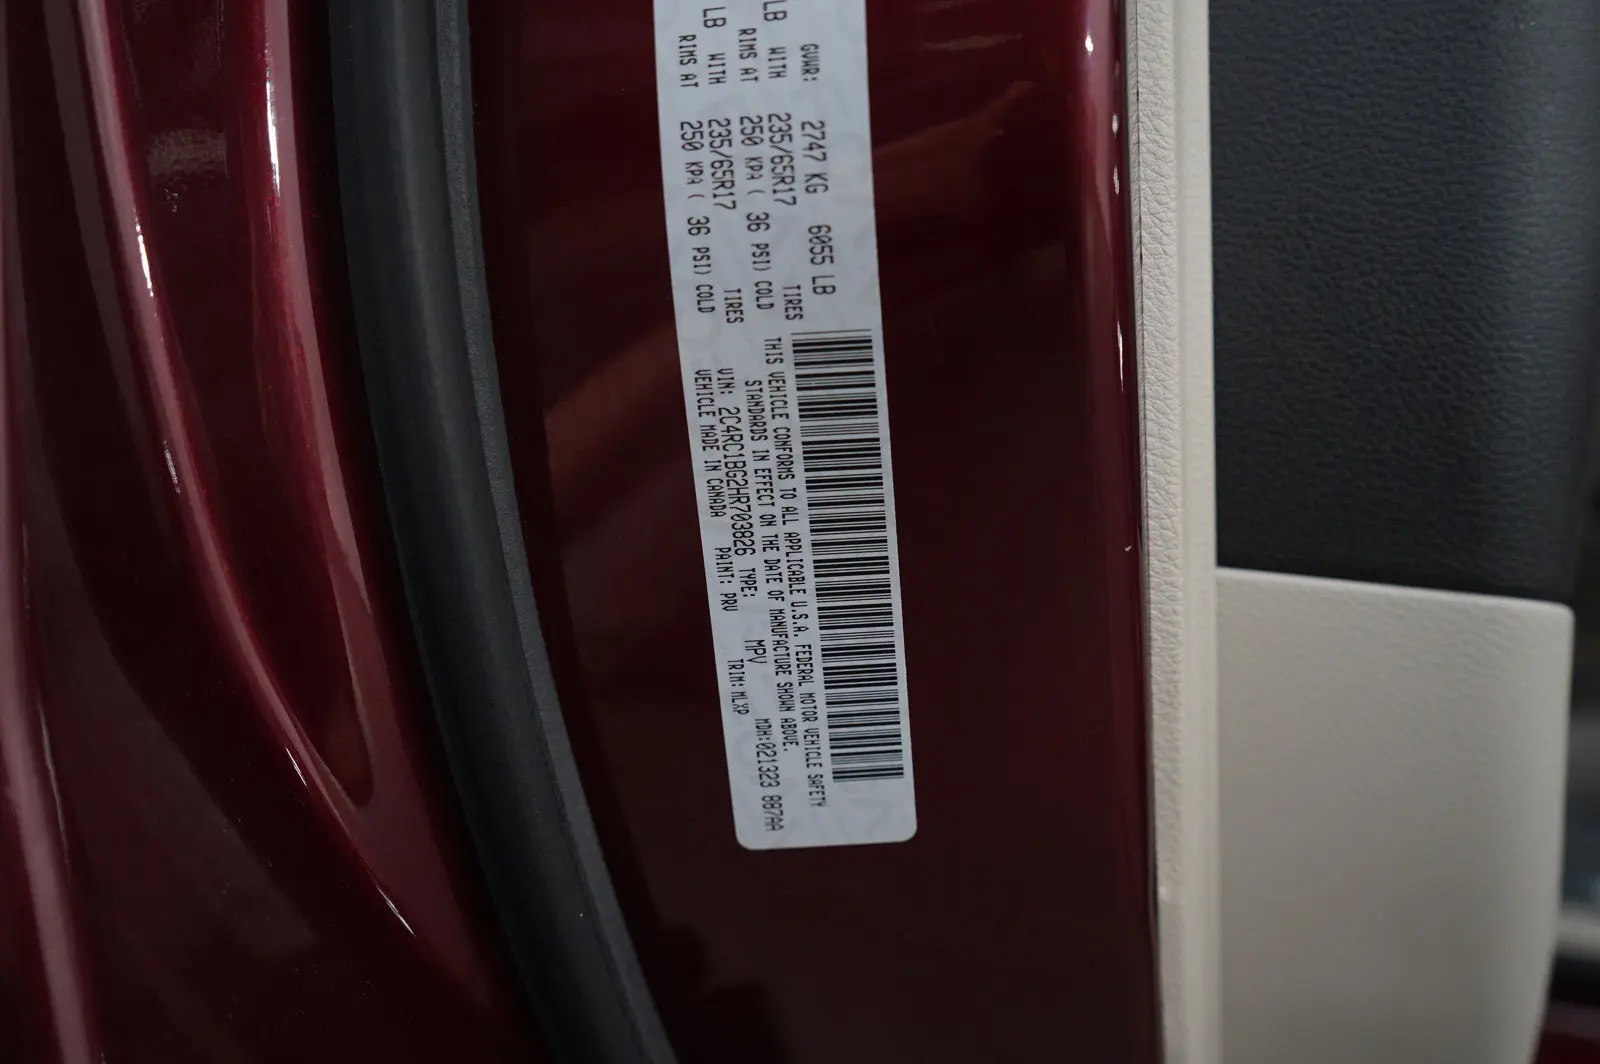 GVWR: 2747 KG 6055 LB
LB WITH 235/65R17 TIRES
RIMS AT 250 KPA ( 36 PSI) COLD
LB WITH 235/65R17 TIRES
RIMS AT 250 KPA ( 36 PSI) COLD
THIS VEHICLE CONFORMS TO ALL APPLICABLE U.S.A. FEDERAL MOTOR VEHICLE SAFETY
STANDARDS IN EFFECT ON THE DATE OF MANUFACTURE SHOWN ABOVE.
VIN: 2C4RC1BG2HR703826 TYPE: MPV MDH:021323 887AA
VEHICLE MADE IN CANADA PAINT: PRV TRIM: MLXP